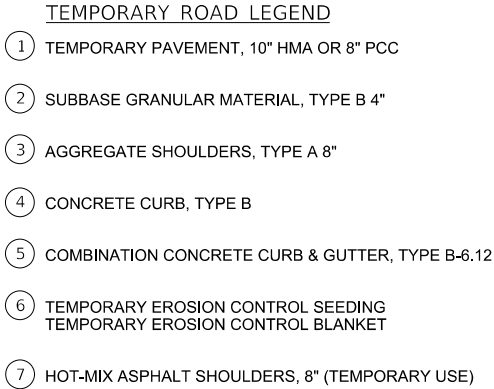 TEMPORARY ROAD LEGEND
1 TEMPORARY PAVEMENT, 10" HMA OR 8" PCC
2 SUBBASE GRANULAR MATERIAL, TYPE B 4"
3 AGGREGATE SHOULDERS, TYPE A 8"
4 CONCRETE CURB, TYPE B
5 COMBINATION CONCRETE CURB & GUTTER, TYPE B-6.12
6 TEMPORARY EROSION CONTROL SEEDING
TEMPORARY EROSION CONTROL BLANKET
7 HOT-MIX ASPHALT SHOULDERS, 8" (TEMPORARY USE)